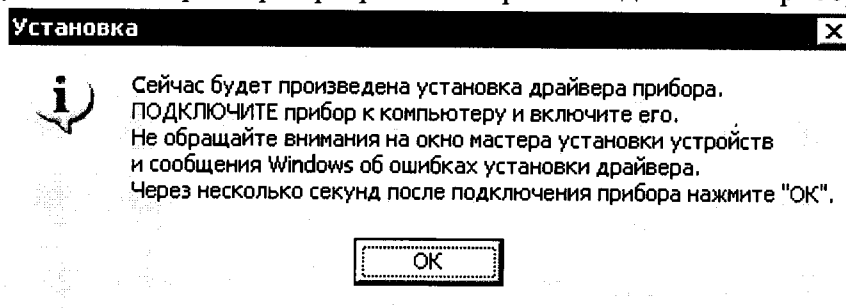 Установка
Сейчас будет произведена установка драйвера прибора.
ПОДКЛЮЧИТЕ прибор к компьютеру и включите его.
Не обращайте внимания на окно мастера установки устройств
и сообщения Windows об ошибках установки драйвера.
Через несколько секунд после подключения прибора нажмите "ОК".
ОК